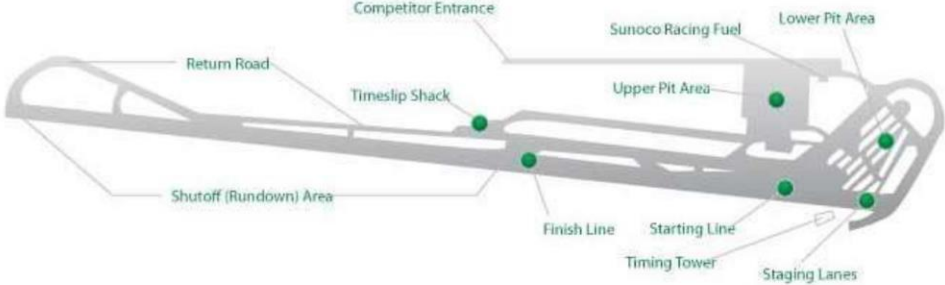 Competitor Entrance
Lower Pit Area
Sunoco Racing Fuel
Return Road
Upper Pit Area
Timeslip Shack
Shutoff (Rundown) Area
Finish Line
Starting Line
Timing Tower
Staging Lanes